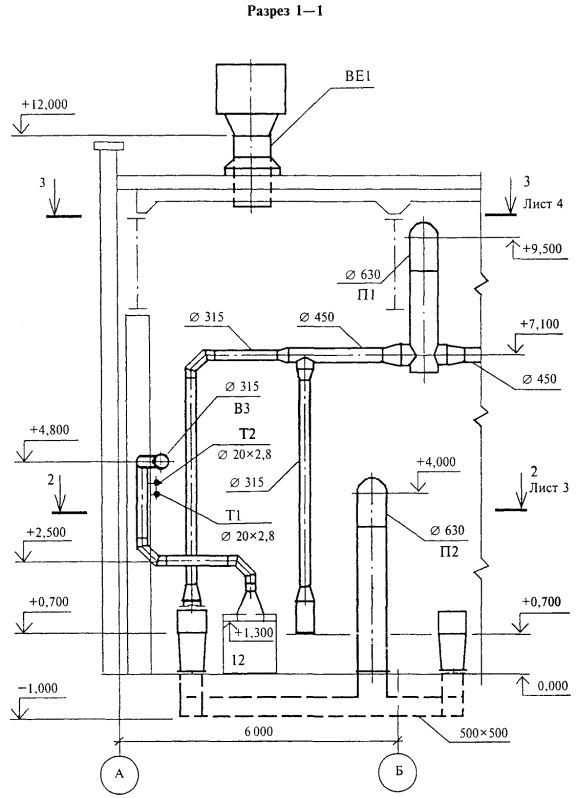 Разрез 1—1
ВЕ1
+12,000
3
3
Лист 4
+9,500
∅ 630
П1
∅ 315
∅ 450
+7,100
∅ 450
∅ 315
В3
+4,800
Т2
∅ 20×2,8
+4,000
2
∅ 315
2
Лист 3
Т1
∅ 20×2,8
∅ 630
П2
+2,500
+0,700
+1,300
+0,700
12
−1,000
0,000
6 000
500×500
А
Б